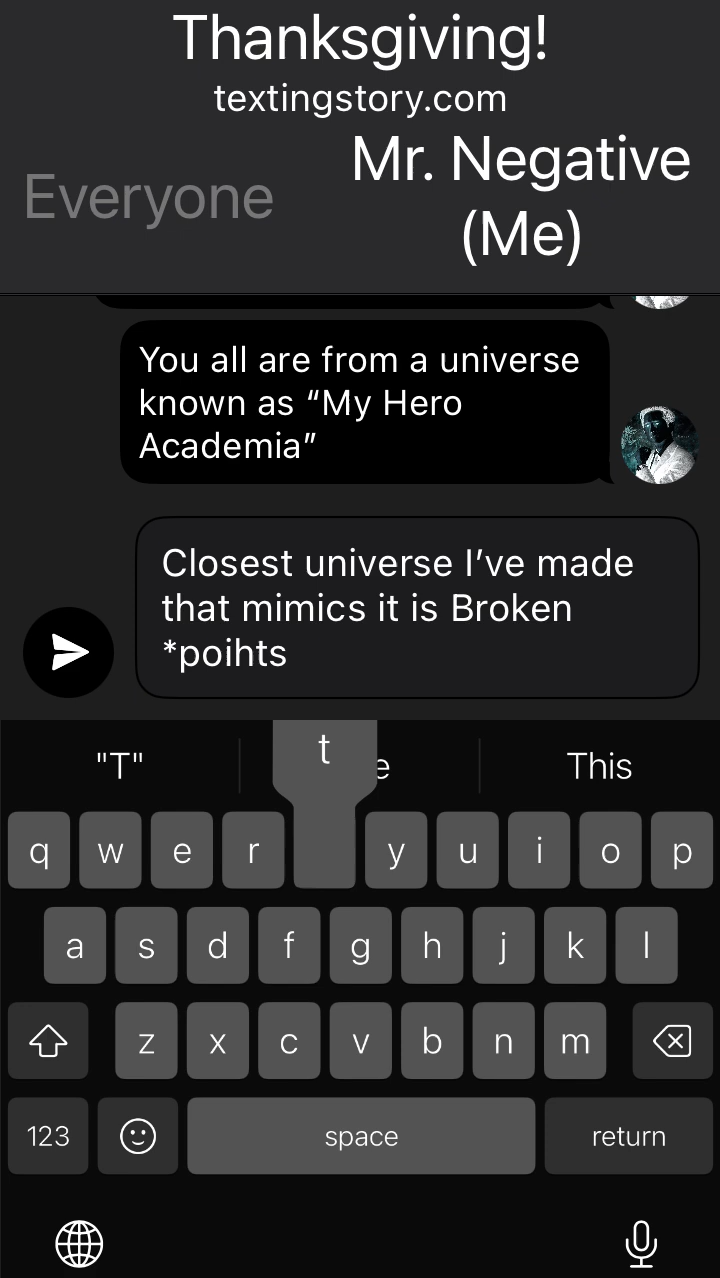 Thanksgiving!
textingstory.com
Everyone
Mr. Negative
(Me)
You all are from a universe
known as “My Hero
Academia”
Closest universe I’ve made
that mimics it is Broken
*poihts
"T" e This
t
q w e r y u i o p
a s d f g h j k l
z x c v b n m
123 space return